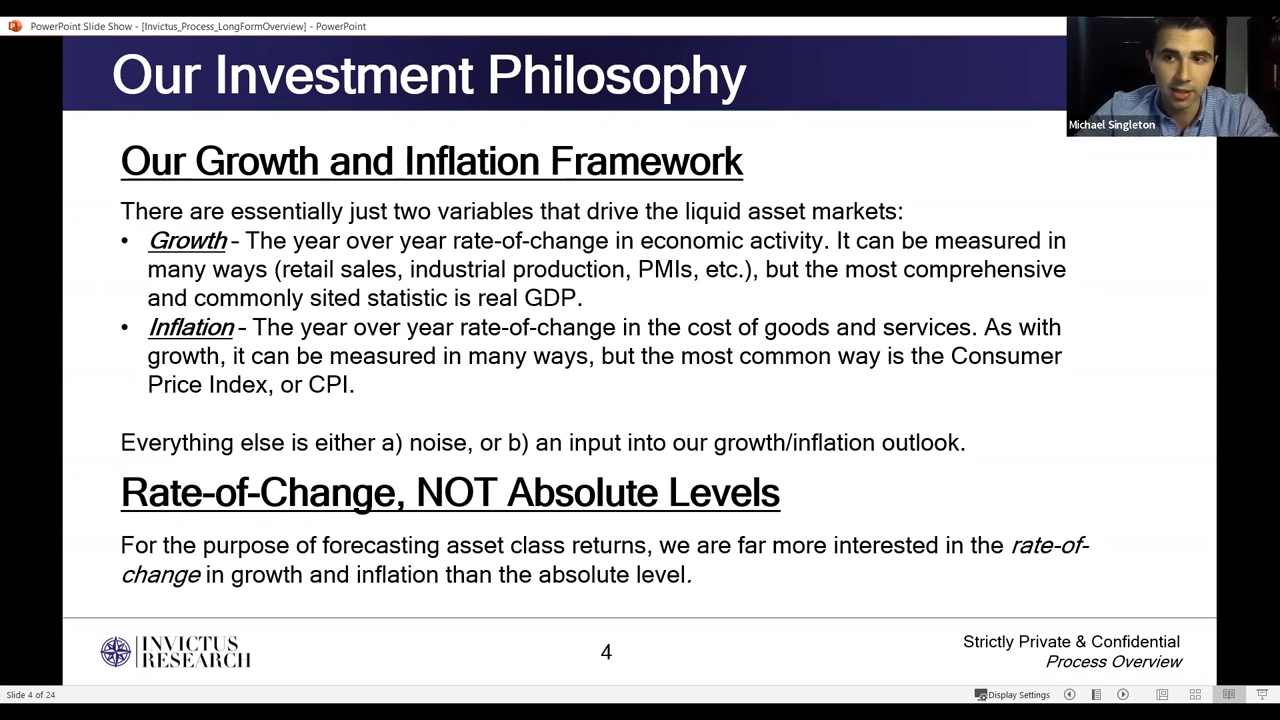 PowerPoint Slide Show - [Invictus_Process_LongFormOverview] - PowerPoint
Our Investment Philosophy
Michael Singleton
Our Growth and Inflation Framework
There are essentially just two variables that drive the liquid asset markets:
• Growth - The year over year rate-of-change in economic activity. It can be measured in
many ways (retail sales, industrial production, PMIs, etc.), but the most comprehensive
and commonly sited statistic is real GDP.
• Inflation - The year over year rate-of-change in the cost of goods and services. As with
growth, it can be measured in many ways, but the most common way is the Consumer
Price Index, or CPI.
Everything else is either a) noise, or b) an input into our growth/inflation outlook.
Rate-of-Change, NOT Absolute Levels
For the purpose of forecasting asset class returns, we are far more interested in the rate-of-
change in growth and inflation than the absolute level.
INVICTUS
RESEARCH
4
Strictly Private & Confidential
Process Overview
Slide 4 of 24
Display Settings